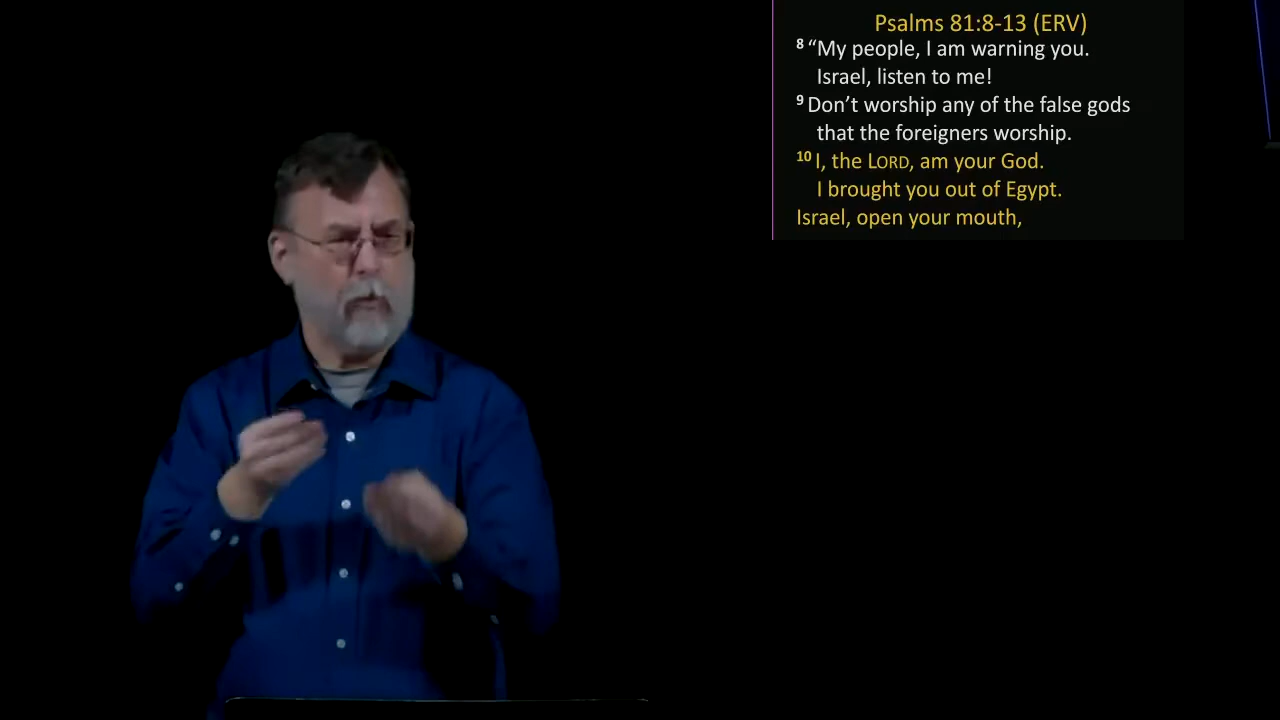 Psalms 81:8-13 (ERV)
8 “My people, I am warning you.
Israel, listen to me!
9 Don’t worship any of the false gods
that the foreigners worship.
10 I, the LORD, am your God.
I brought you out of Egypt.
Israel, open your mouth,